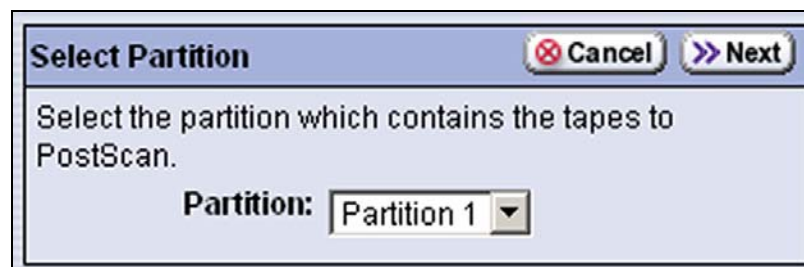 Select Partition Cancel Next
Select the partition which contains the tapes to
PostScan.
Partition: Partition 1